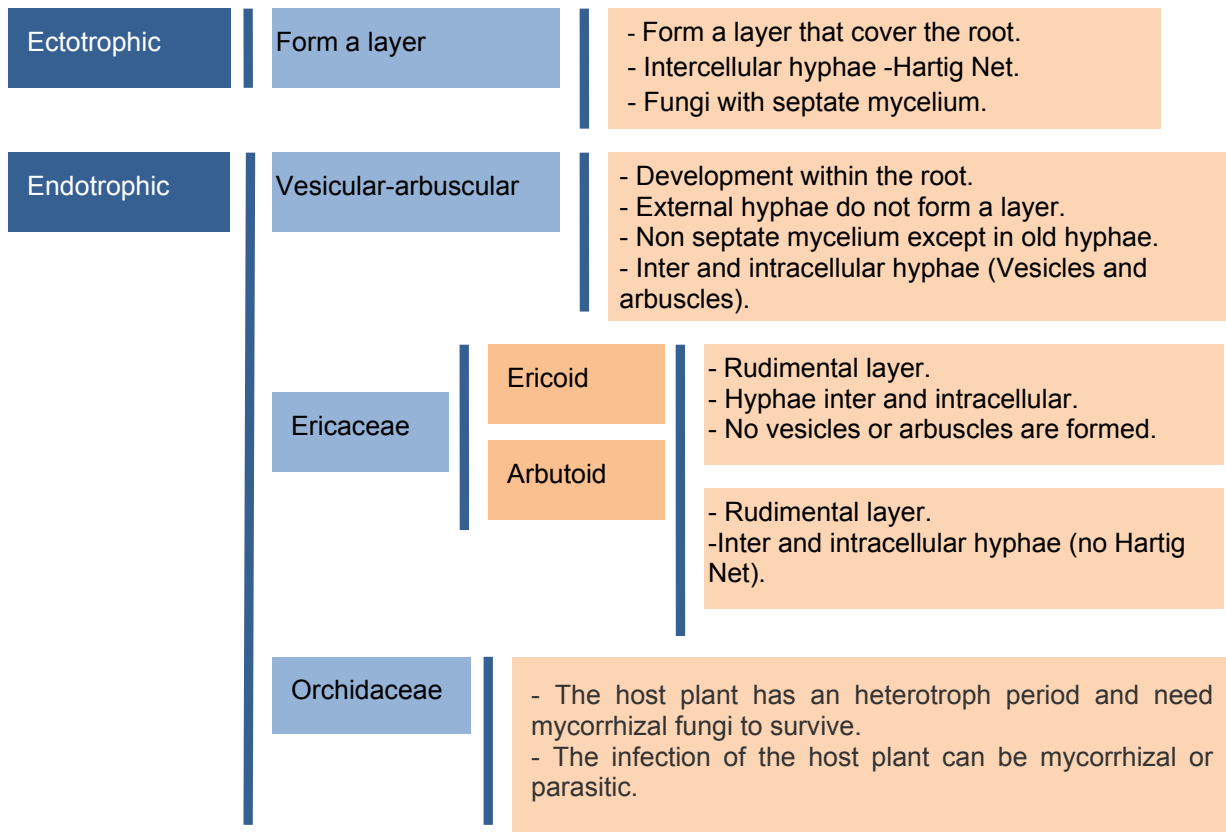 Ectotrophic
Form a layer
- Form a layer that cover the root.
- Intercellular hyphae -Hartig Net.
- Fungi with septate mycelium.
Endotrophic
Vesicular-arbuscular
- Development within the root.
- External hyphae do not form a layer.
- Non septate mycelium except in old hyphae.
- Inter and intracellular hyphae (Vesicles and
arbuscles).
Ericaceae
Ericoid
- Rudimental layer.
- Hyphae inter and intracellular.
- No vesicles or arbuscles are formed.
Arbutoid
- Rudimental layer.
-Inter and intracellular hyphae (no Hartig
Net).
Orchidaceae
- The host plant has an heterotroph period and need
mycorrhizal fungi to survive.
- The infection of the host plant can be mycorrhizal or
parasitic.